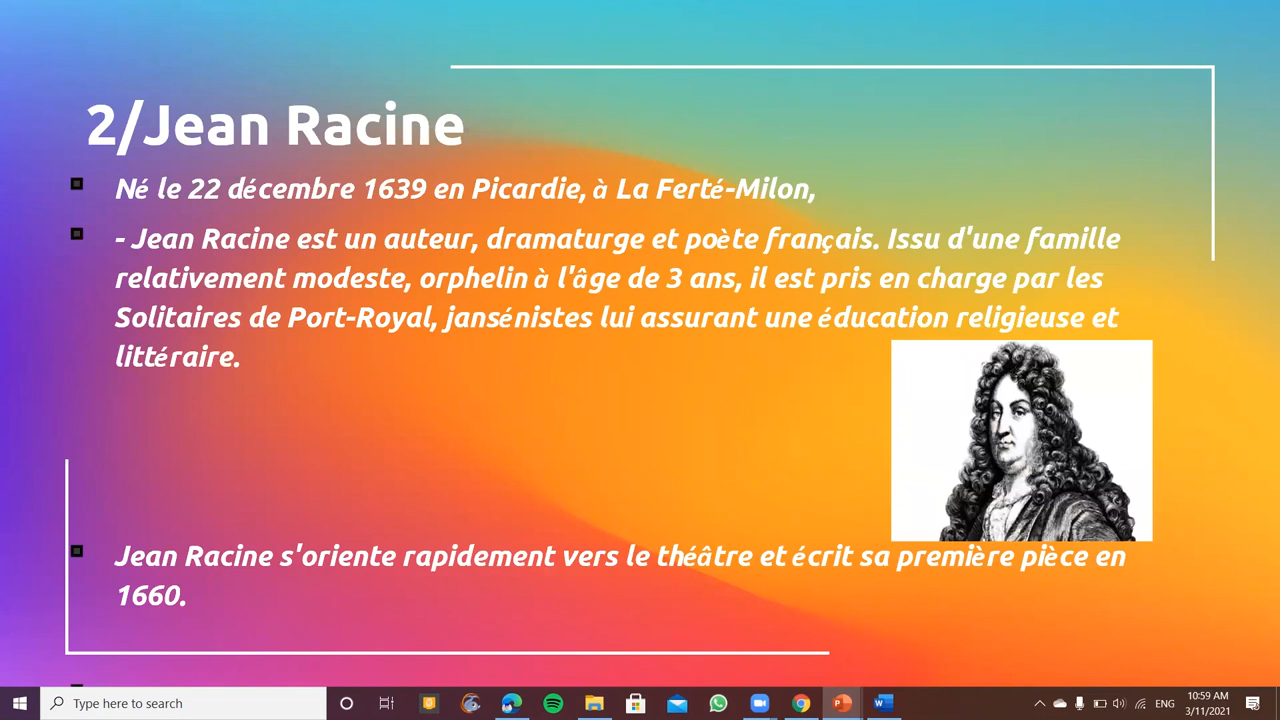 2/Jean Racine
Né le 22 décembre 1639 en Picardie, à La Ferté-Milon,
- Jean Racine est un auteur, dramaturge et poète français. Issu d'une famille
relativement modeste, orphelin à l'âge de 3 ans, il est pris en charge par les
Solitaires de Port-Royal, jansénistes lui assurant une éducation religieuse et
littéraire.
Jean Racine s'oriente rapidement vers le théâtre et écrit sa première pièce en
1660.
Type here to search
ENG
10:59 AM
3/11/2021